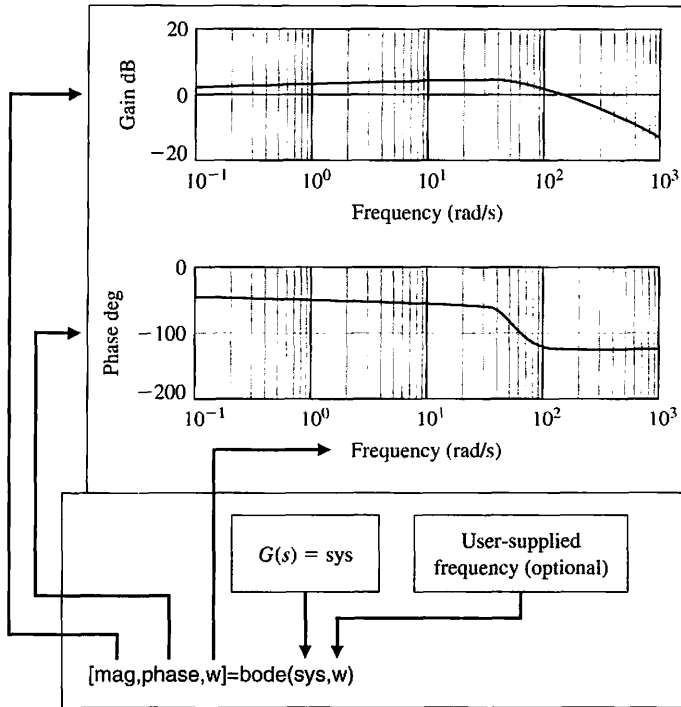 20
0
−20
Gain dB
10⁻¹ 10⁰ 10¹ 10² 10³
Frequency (rad/s)
0
−100
−200
Phase deg
10⁻¹ 10⁰ 10¹ 10² 10³
Frequency (rad/s)
G(s) = sys
User-supplied
frequency (optional)
[mag,phase,w]=bode(sys,w)